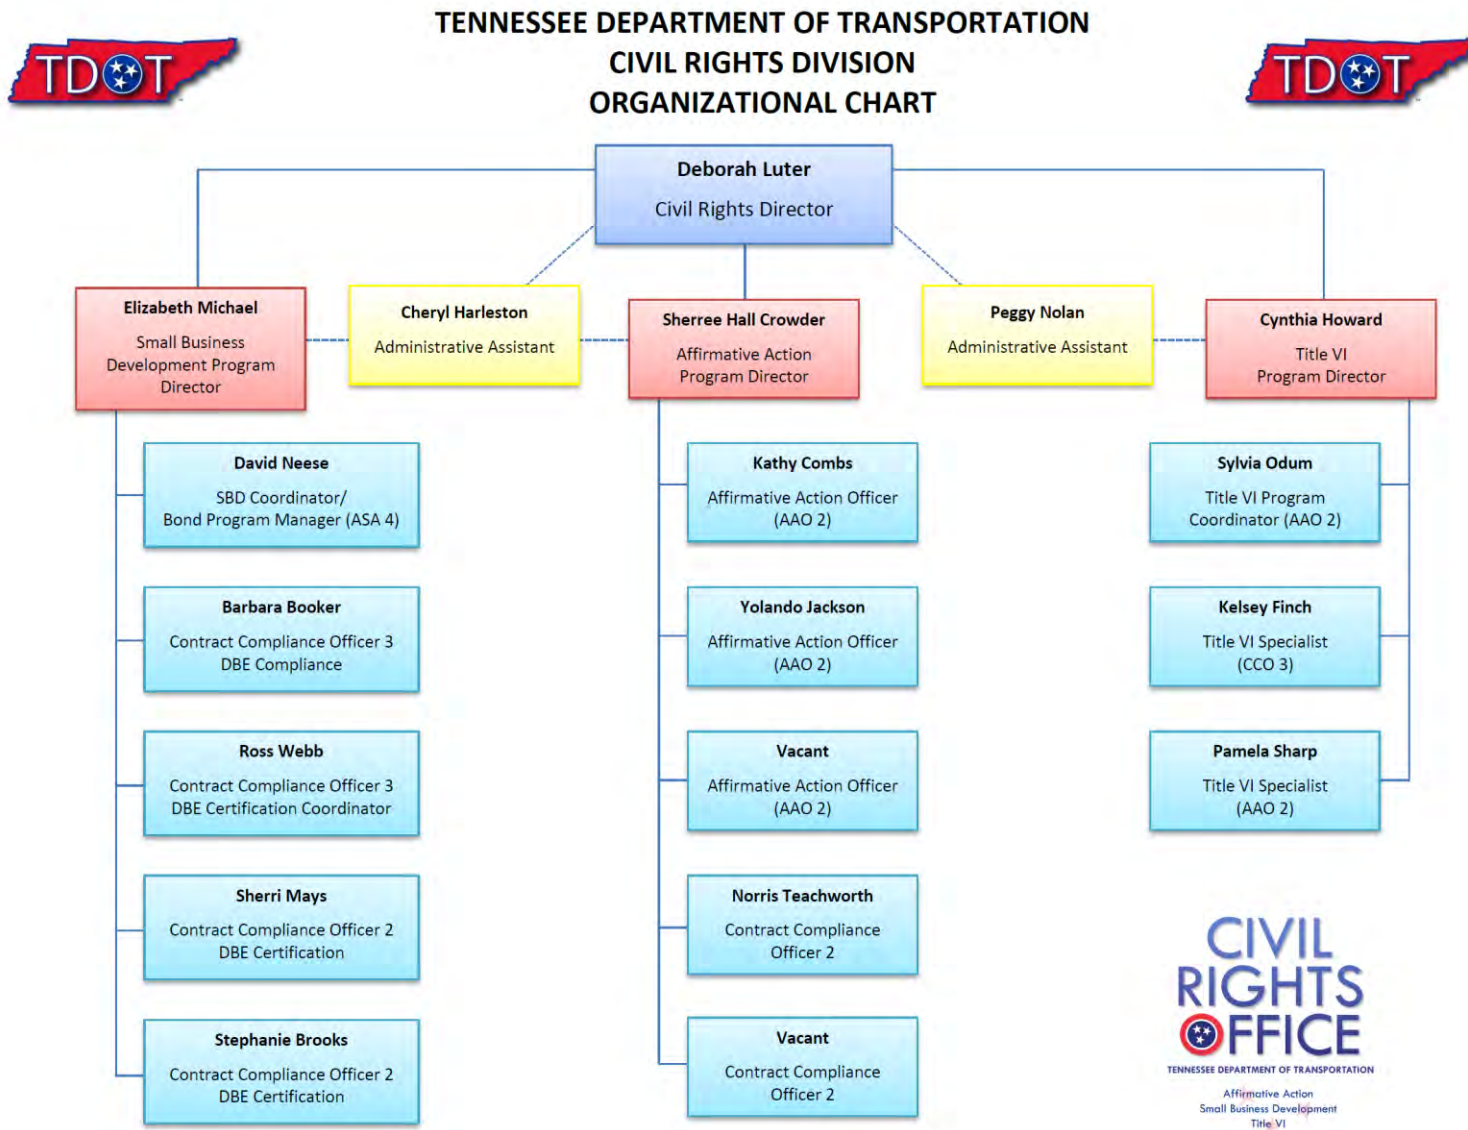 TENNESSEE DEPARTMENT OF TRANSPORTATION
CIVIL RIGHTS DIVISION
ORGANIZATIONAL CHART
TDOT
TDOT
Deborah Luter
Civil Rights Director
Elizabeth Michael
Small Business
Development Program
Director
Cheryl Harleston
Administrative Assistant
Sherree Hall Crowder
Affirmative Action
Program Director
Peggy Nolan
Administrative Assistant
Cynthia Howard
Title VI
Program Director
David Neese
SBD Coordinator/
Bond Program Manager (ASA 4)
Barbara Booker
Contract Compliance Officer 3
DBE Compliance
Ross Webb
Contract Compliance Officer 3
DBE Certification Coordinator
Sherri Mays
Contract Compliance Officer 2
DBE Certification
Stephanie Brooks
Contract Compliance Officer 2
DBE Certification
Kathy Combs
Affirmative Action Officer
(AAO 2)
Yolando Jackson
Affirmative Action Officer
(AAO 2)
Vacant
Affirmative Action Officer
(AAO 2)
Norris Teachworth
Contract Compliance
Officer 2
Vacant
Contract Compliance
Officer 2
Sylvia Odum
Title VI Program
Coordinator (AAO 2)
Kelsey Finch
Title VI Specialist
(CCO 3)
Pamela Sharp
Title VI Specialist
(AAO 2)
CIVIL
RIGHTS
OFFICE
TENNESSEE DEPARTMENT OF TRANSPORTATION
Affirmative Action
Small Business Development
Title VI